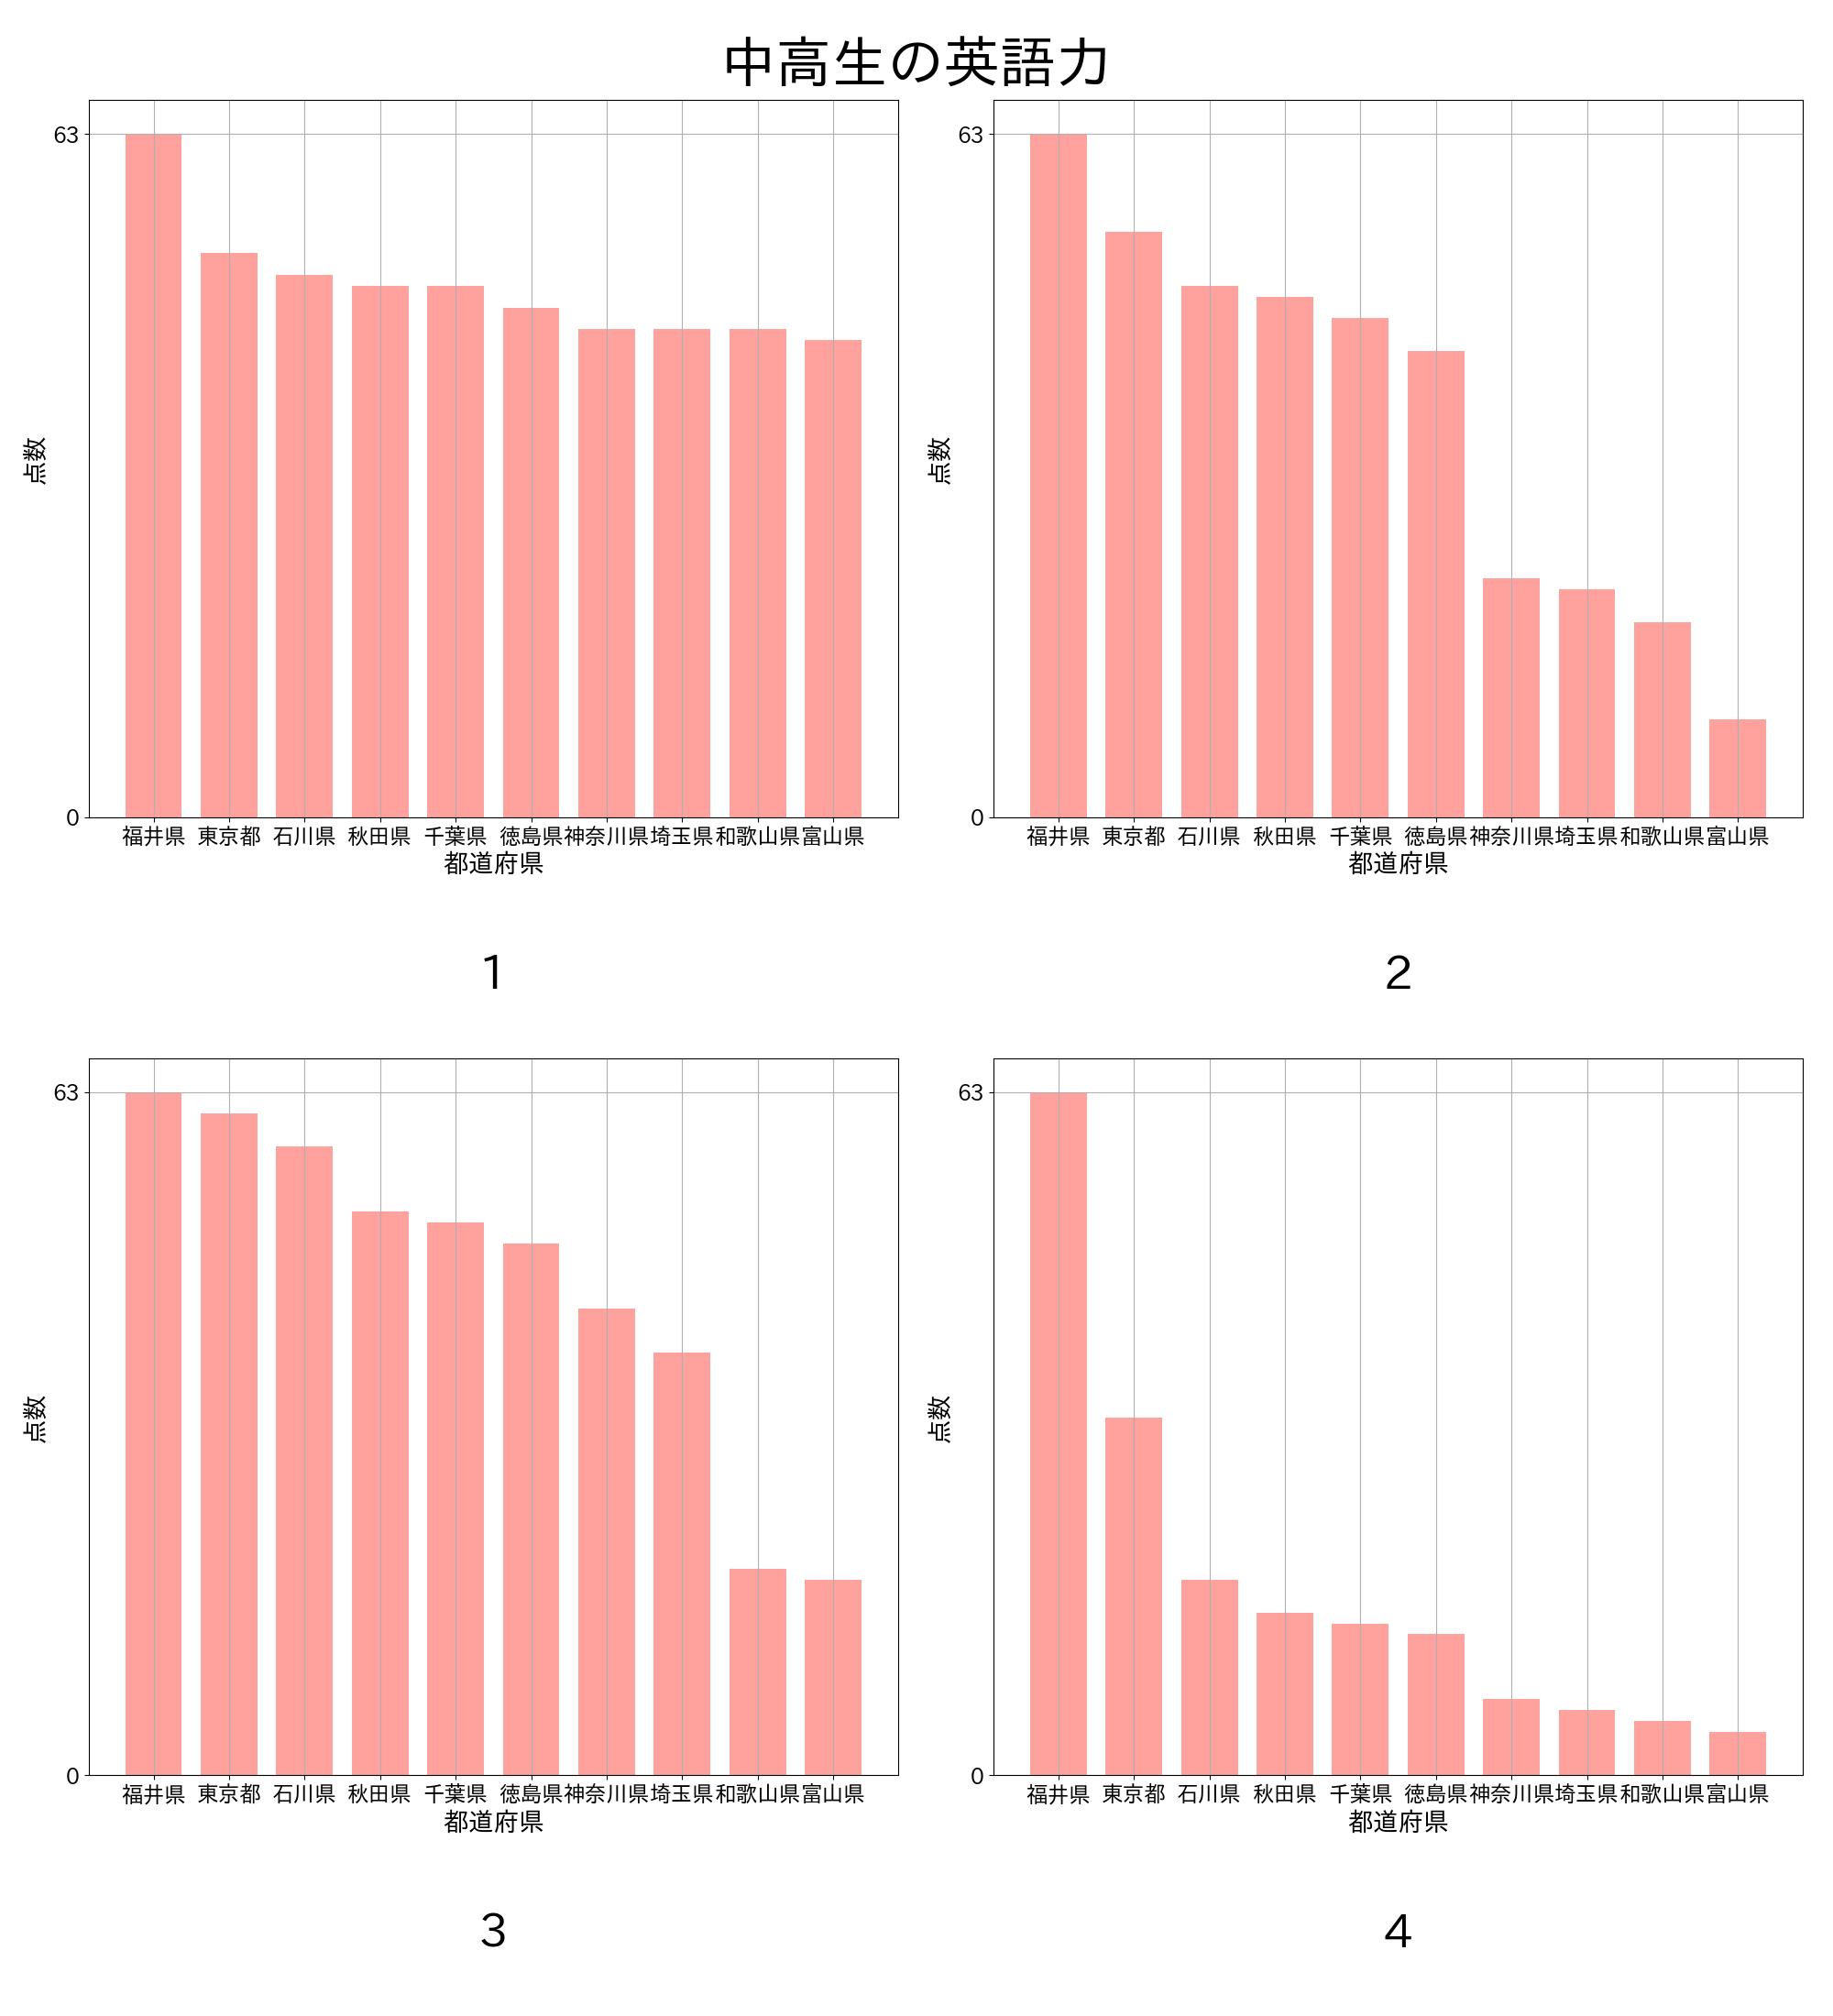 中高生の英語力
63
0
点数
福井県 東京都 石川県 秋田県 千葉県 徳島県 神奈川県 埼玉県 和歌山県 富山県
都道府県
1
63
0
点数
福井県 東京都 石川県 秋田県 千葉県 徳島県 神奈川県 埼玉県 和歌山県 富山県
都道府県
2
63
0
点数
福井県 東京都 石川県 秋田県 千葉県 徳島県 神奈川県 埼玉県 和歌山県 富山県
都道府県
3
63
0
点数
福井県 東京都 石川県 秋田県 千葉県 徳島県 神奈川県 埼玉県 和歌山県 富山県
都道府県
4